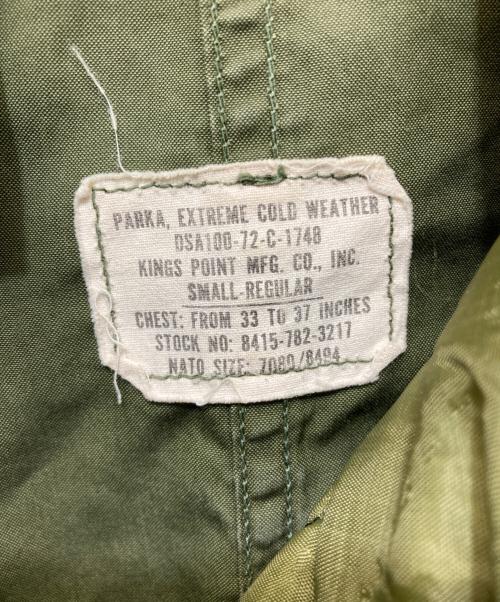 PARKA, EXTREME COLD WEATHER
DSA100-72-C-1748
KINGS POINT MFG. CO., INC.
SMALL-REGULAR
CHEST: FROM 33 TO 37 INCHES
STOCK NO: 8415-782-3217
NATO SIZE: 7080/8494